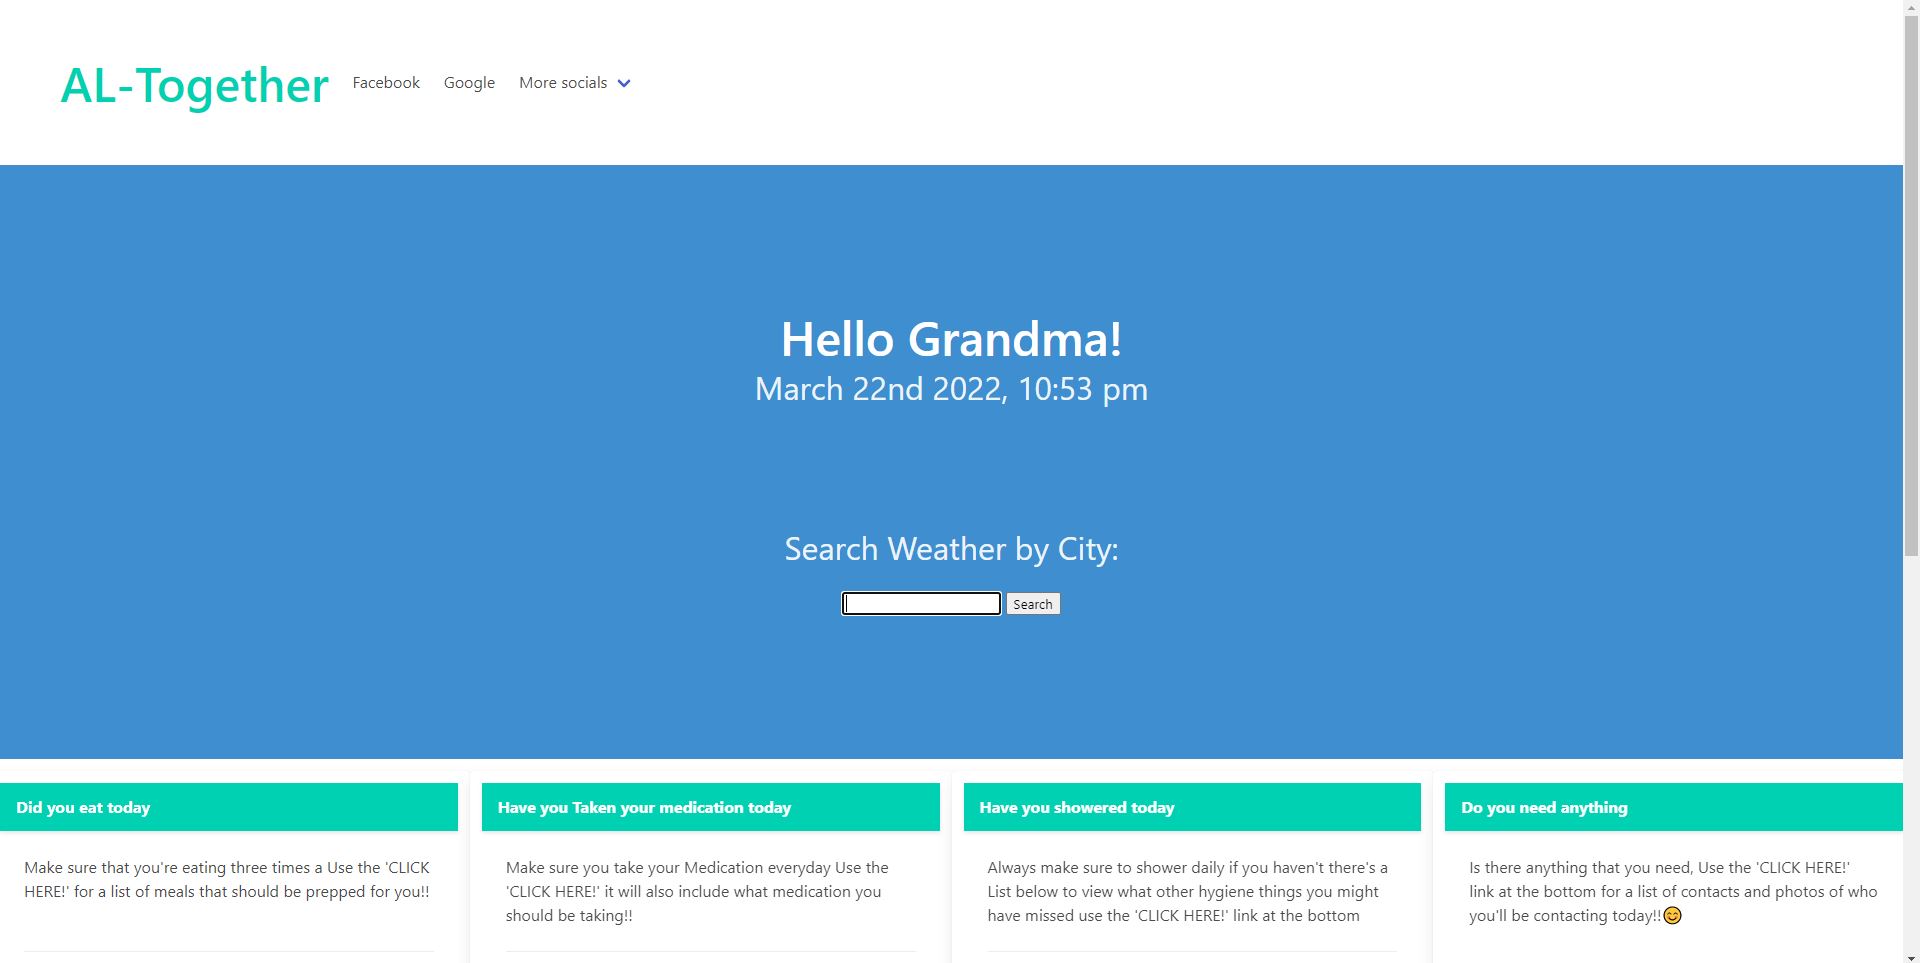 AL-Together
Facebook
Google
More socials
Hello Grandma!
March 22nd 2022, 10:53 pm
Search Weather by City:
Search
Did you eat today
Make sure that you're eating three times a Use the 'CLICK
HERE!' for a list of meals that should be prepped for you!!
Have you Taken your medication today
Make sure you take your Medication everyday Use the
'CLICK HERE!' it will also include what medication you
should be taking!!
Have you showered today
Always make sure to shower daily if you haven't there's a
List below to view what other hygiene things you might
have missed use the 'CLICK HERE!' link at the bottom
Do you need anything
Is there anything that you need, Use the 'CLICK HERE!'
link at the bottom for a list of contacts and photos of who
you'll be contacting today!!😊